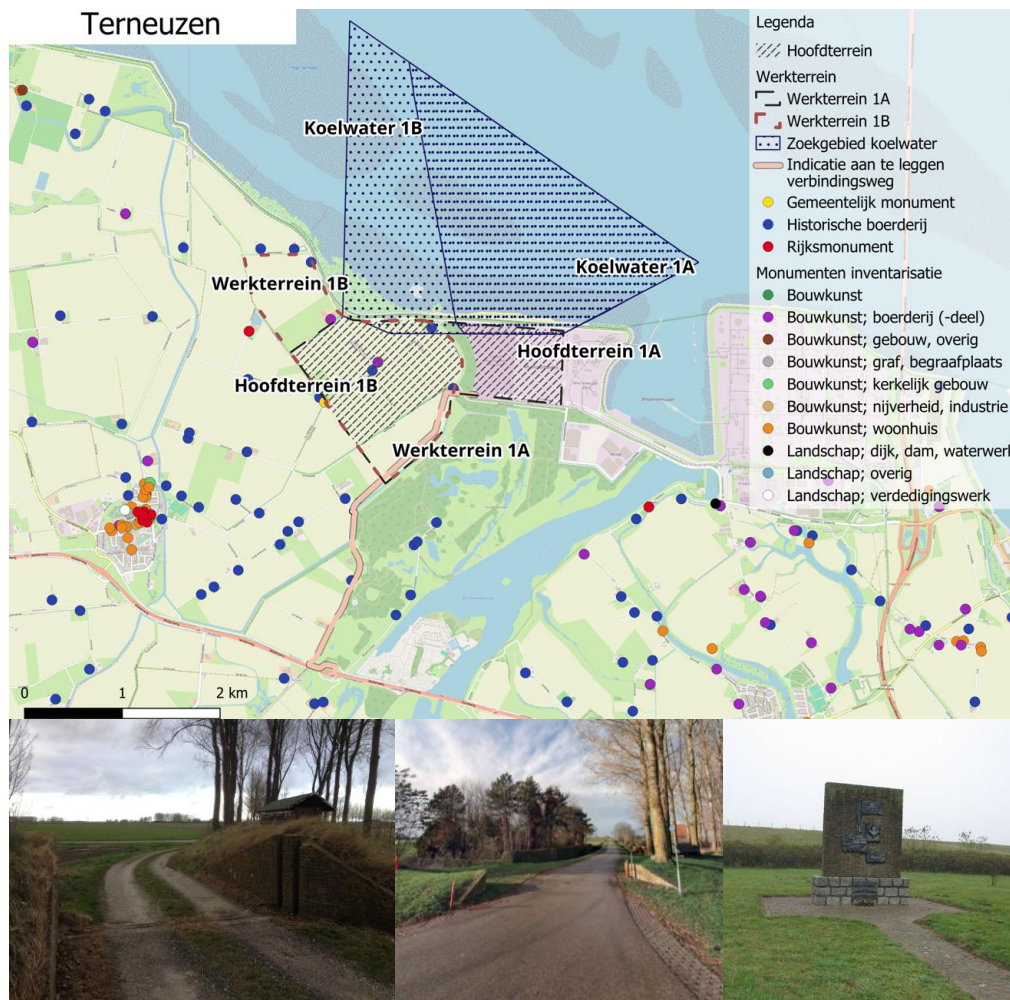 Terneuzen
Koelwater 1B
Koelwater 1A
Werkterrein 1B
Hoofdterrein 1A
Hoofdterrein 1B
Werkterrein 1A
0 1 2 km
Legenda
Hoofdterrein
Werkterrein
Werkterrein 1A
Werkterrein 1B
Zoekgebied koelwater
Indicatie aan te leggen
verbindingsweg
Gemeentelijk monument
Historische boerderij
Rijksmonument
Monumenten inventarisatie
Bouwkunst
Bouwkunst; boerderij (-deel)
Bouwkunst; gebouw, overig
Bouwkunst; graf, begraafplaats
Bouwkunst; kerkelijk gebouw
Bouwkunst; nijverheid, industrie
Bouwkunst; woonhuis
Landschap; dijk, dam, waterwerk
Landschap; overig
Landschap; verdedigingswerk